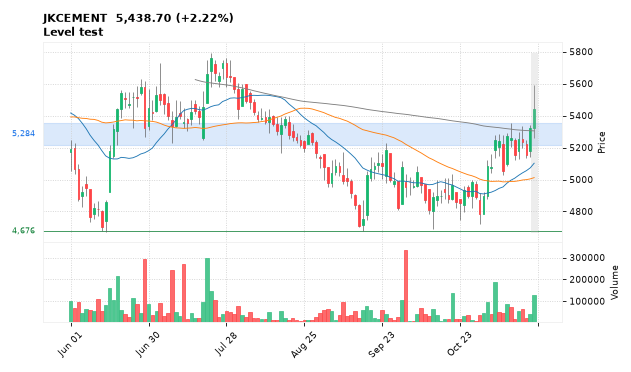 JKCEMENT 5,438.70 (+2.22%)
Level test
5800
5600
5400
5,284
5200
5000
4800
4,676
Price
300000
200000
100000
Volume
Jun 01
Jun 30
Jul 28
Aug 25
Sep 23
Oct 23